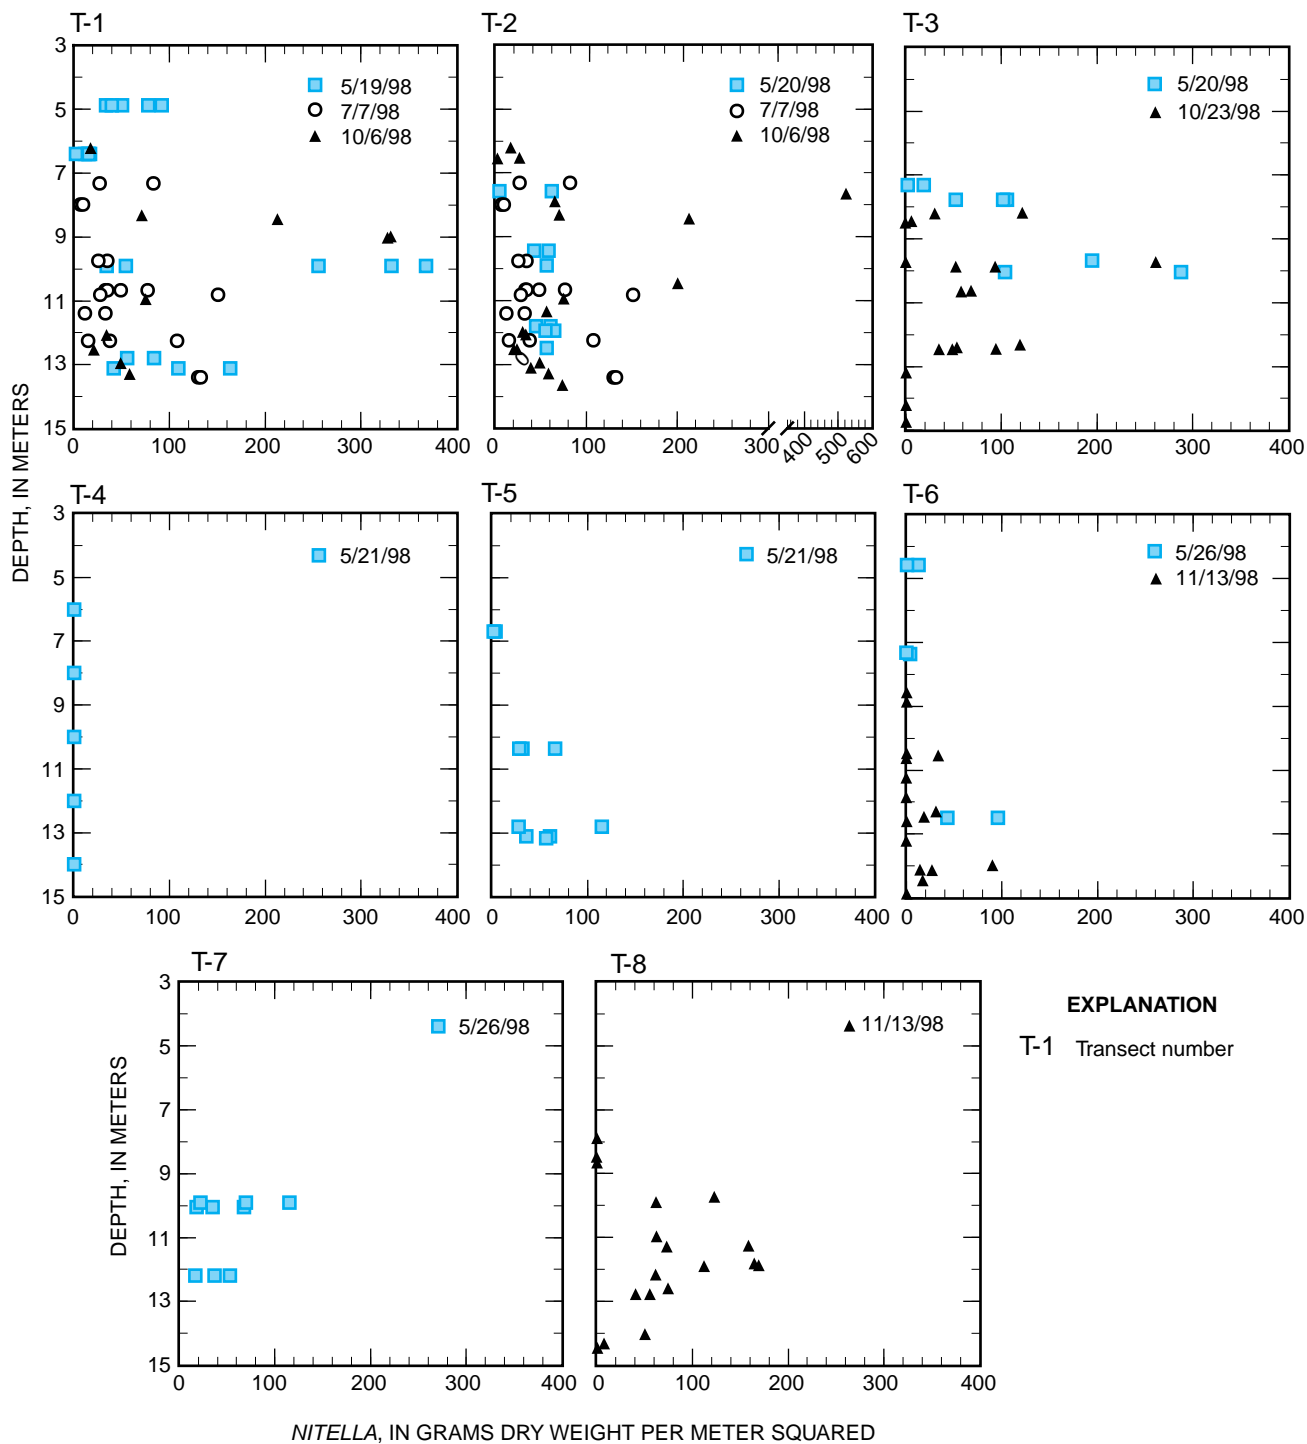 T-1
T-2
T-3
3
5
7
9
11
13
15
5/19/98
7/7/98
10/6/98
5/20/98
7/7/98
10/6/98
5/20/98
10/23/98
0 100 200 300 400
0 100 200 300 400 500 600
0 100 200 300 400
DEPTH, IN METERS
T-4
T-5
T-6
3
5
7
9
11
13
15
5/21/98
5/21/98
5/26/98
11/13/98
0 100 200 300 400
0 100 200 300 400
0 100 200 300 400
T-7
T-8
3
5
7
9
11
13
15
DEPTH, IN METERS
5/26/98
11/13/98
0 100 200 300 400
0 100 200 300 400
EXPLANATION
T-1 Transect number
NITELLA, IN GRAMS DRY WEIGHT PER METER SQUARED